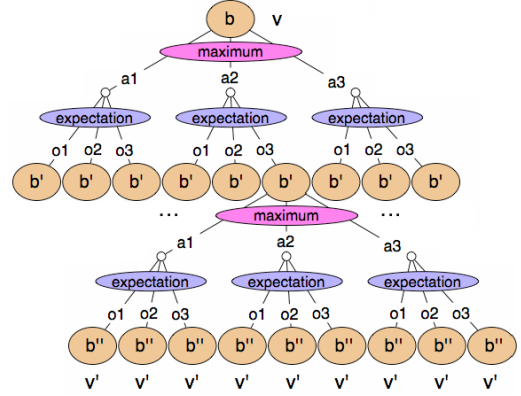 b v
maximum
a1 a2 a3
expectation expectation expectation
o1 o2 o3 o1 o2 o3 o1 o2 o3
b' b' b' b' b' b' b' b' b'
... ...
maximum
a1 a2 a3
expectation expectation expectation
o1 o2 o3 o1 o2 o3 o1 o2 o3
b'' b'' b'' b'' b'' b'' b'' b'' b''
v' v' v' v' v' v' v' v' v'